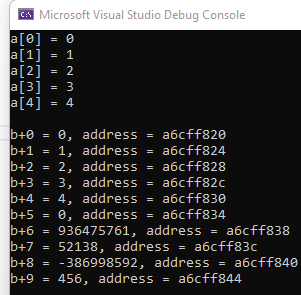 Microsoft Visual Studio Debug Console
a[0] = 0
a[1] = 1
a[2] = 2
a[3] = 3
a[4] = 4
b+0 = 0, address = a6cff820
b+1 = 1, address = a6cff824
b+2 = 2, address = a6cff828
b+3 = 3, address = a6cff82c
b+4 = 4, address = a6cff830
b+5 = 0, address = a6cff834
b+6 = 936475761, address = a6cff838
b+7 = 52138, address = a6cff83c
b+8 = -386998592, address = a6cff840
b+9 = 456, address = a6cff844